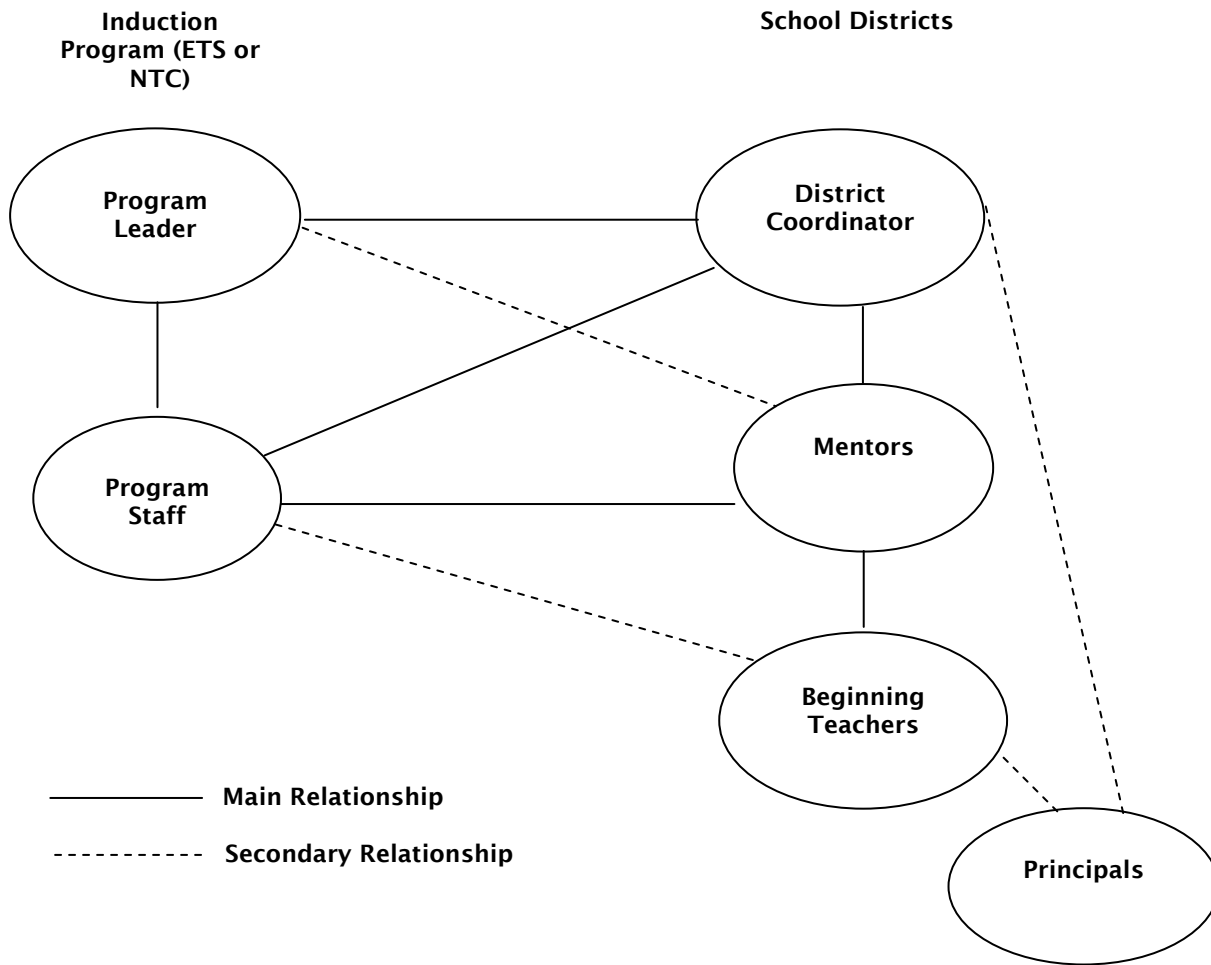 Induction
Program (ETS or
NTC)
School Districts
Program
Leader
District
Coordinator
Mentors
Program
Staff
Beginning
Teachers
Main Relationship
Secondary Relationship
Principals